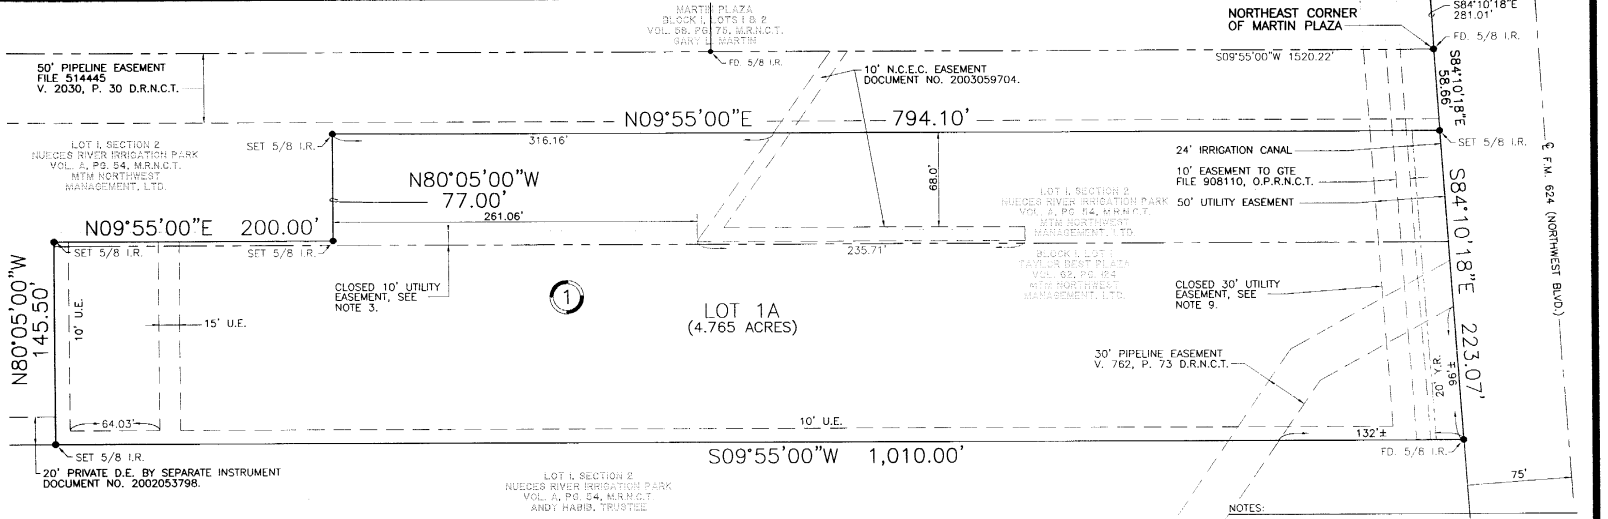 MARTIN PLAZA
BLOCK 1, LOTS 1 & 2
VOL. 58, PG. 76, M.R.N.C.T.
GARY L. MARTIN
FD. 5/8 I.R.
NORTHEAST CORNER
OF MARTIN PLAZA
S84°10'18"E
281.01'
FD. 5/8 I.R.
S09°55'00"W 1520.22'
S84°10'18"E
58.66'
50' PIPELINE EASEMENT
FILE 514445
V. 2030, P. 30 D.R.N.C.T.
10' N.C.E.C. EASEMENT
DOCUMENT NO. 2003059704.
N09°55'00"E 794.10'
316.16'
SET 5/8 I.R.
SET 5/8 I.R.
LOT 1, SECTION 2
NUECES RIVER IRRIGATION PARK
VOL. A, PG. 54, M.R.N.C.T.
MTM NORTHWEST
MANAGEMENT, LTD.
N80°05'00"W
77.00'
261.06'
68.0'
24' IRRIGATION CANAL
10' EASEMENT TO GTE
FILE 908110, O.P.R.N.C.T.
50' UTILITY EASEMENT
LOT 1, SECTION 2
NUECES RIVER IRRIGATION PARK
VOL. A, PG. 54, M.R.N.C.T.
MTM NORTHWEST
MANAGEMENT, LTD.
N09°55'00"E 200.00'
SET 5/8 I.R.
SET 5/8 I.R.
235.71'
BLOCK 1, LOT 1
TAYLOR BEST PLAZA
VOL. 62, PG. 124
MTM NORTHWEST
MANAGEMENT, LTD.
S84°10'18"E 223.07'
℄ F.M. 624 (NORTHWEST BLVD.)
N80°05'00"W
145.50'
10' U.E.
15' U.E.
CLOSED 10' UTILITY
EASEMENT, SEE
NOTE 3.
1
LOT 1A
(4.765 ACRES)
CLOSED 30' UTILITY
EASEMENT, SEE
NOTE 9.
30' PIPELINE EASEMENT
V. 762, P. 73 D.R.N.C.T.
20' Y.R.
96'±
64.03'
10' U.E.
132'±
SET 5/8 I.R.
S09°55'00"W 1,010.00'
FD. 5/8 I.R.
20' PRIVATE D.E. BY SEPARATE INSTRUMENT
DOCUMENT NO. 2002053798.
LOT 1, SECTION 2
NUECES RIVER IRRIGATION PARK
VOL. A, PG. 54, M.R.N.C.T.
ANDY HABIB, TRUSTEE
75'
NOTES: